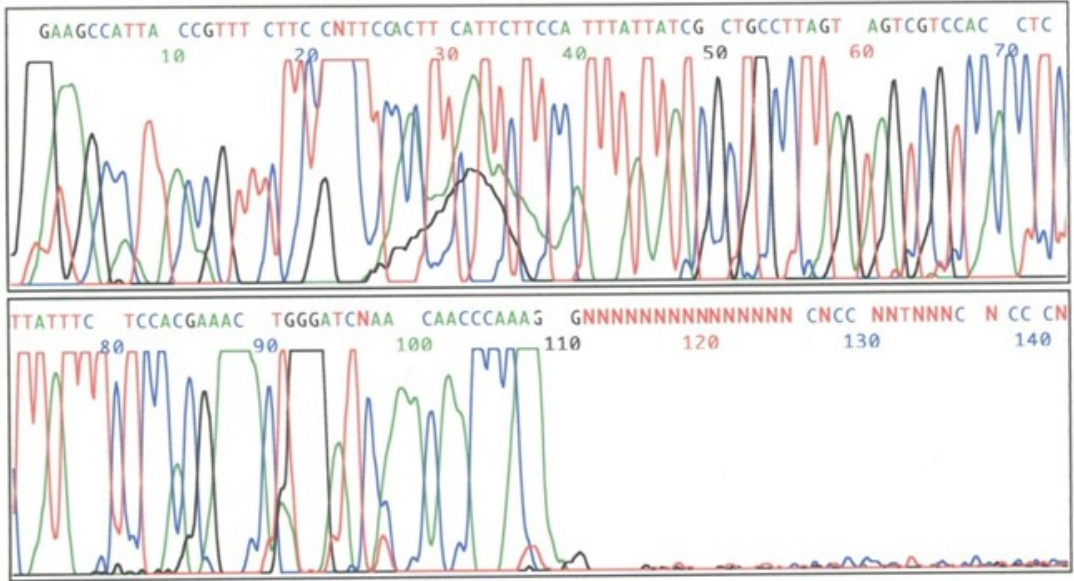 GAAGCCATTA CCGTTT CTTC CNTTCCACTT CATTCTTCCA TTTATTATCG CTGCCTTAGT AGTCGTCCAC CTC
10 20 30 40 50 60 70
TTATTTC TCCACGAAAC TGGGATCNAA CAACCCAAAG GNNNNNNNNNNNNNNNN CNCC NNTNNNC N CC CN
80 90 100 110 120 130 140